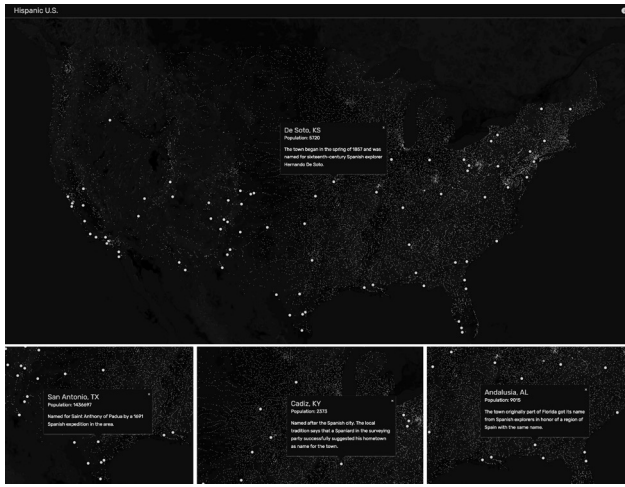 Hispanic U.S.
De Soto, KS
Population: 5720
The town began in the spring of 1857 and was
named for sixteenth-century Spanish explorer
Hernando De Soto.
San Antonio, TX
Population: 1436697
Named for Saint Anthony of Padua by a 1691
Spanish expedition in the area.
Cadiz, KY
Population: 2373
Named after the Spanish city. The local
tradition says that a Spaniard in the surveying
party successfully suggested his hometown
as name for the town.
Andalusia, AL
Population: 9015
The town originally part of Florida got its name
from Spanish explorers in honor of a region of
Spain with the same name.